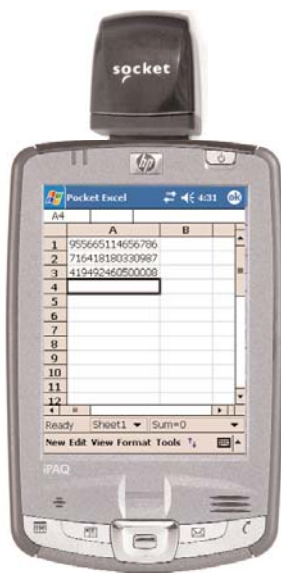 socket
hp
Pocket Excel 4:31 ok
A4
A B
1 955665114656786
2 716418180330987
3 419492460500008
4
5
6
7
8
9
10
11
12
Ready Sheet1 Sum=0
New Edit View Format Tools
iPAQ